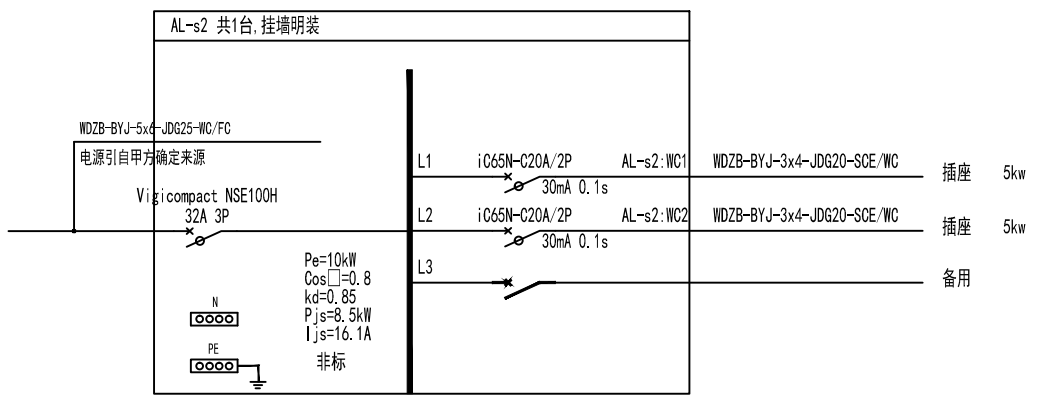 AL-s2 共1台,挂墙明装
WDZB-BYJ-5x6-JDG25-WC/FC
电源引自甲方确定来源
Vigicompact NSE100H
32A 3P
Pe=10kW
Cos□=0.8
kd=0.85
Pjs=8.5kW
Ijs=16.1A
非标
N
PE
L1 iC65N-C20A/2P AL-s2:WC1 WDZB-BYJ-3x4-JDG20-SCE/WC 插座 5kw
30mA 0.1s
L2 iC65N-C20A/2P AL-s2:WC2 WDZB-BYJ-3x4-JDG20-SCE/WC 插座 5kw
30mA 0.1s
L3 备用